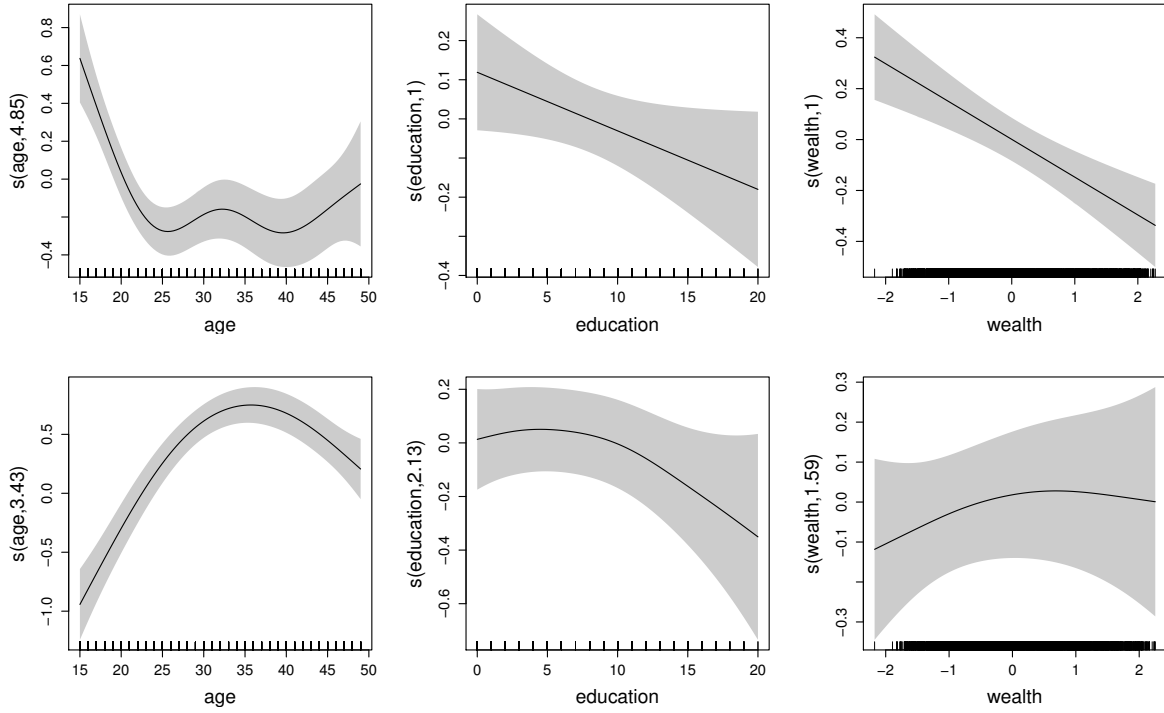 s(age,4.85)
−0.4 0.0 0.2 0.4 0.6 0.8
15 20 25 30 35 40 45 50
age
s(education,1)
−0.4 −0.2 0.0 0.1 0.2
0 5 10 15 20
education
s(wealth,1)
−0.4 −0.2 0.0 0.2 0.4
−2 −1 0 1 2
wealth
s(age,3.43)
−1.0 −0.5 0.0 0.5
15 20 25 30 35 40 45 50
age
s(education,2.13)
−0.6 −0.4 −0.2 0.0 0.2
0 5 10 15 20
education
s(wealth,1.59)
−0.3 −0.1 0.0 0.1 0.2 0.3
−2 −1 0 1 2
wealth